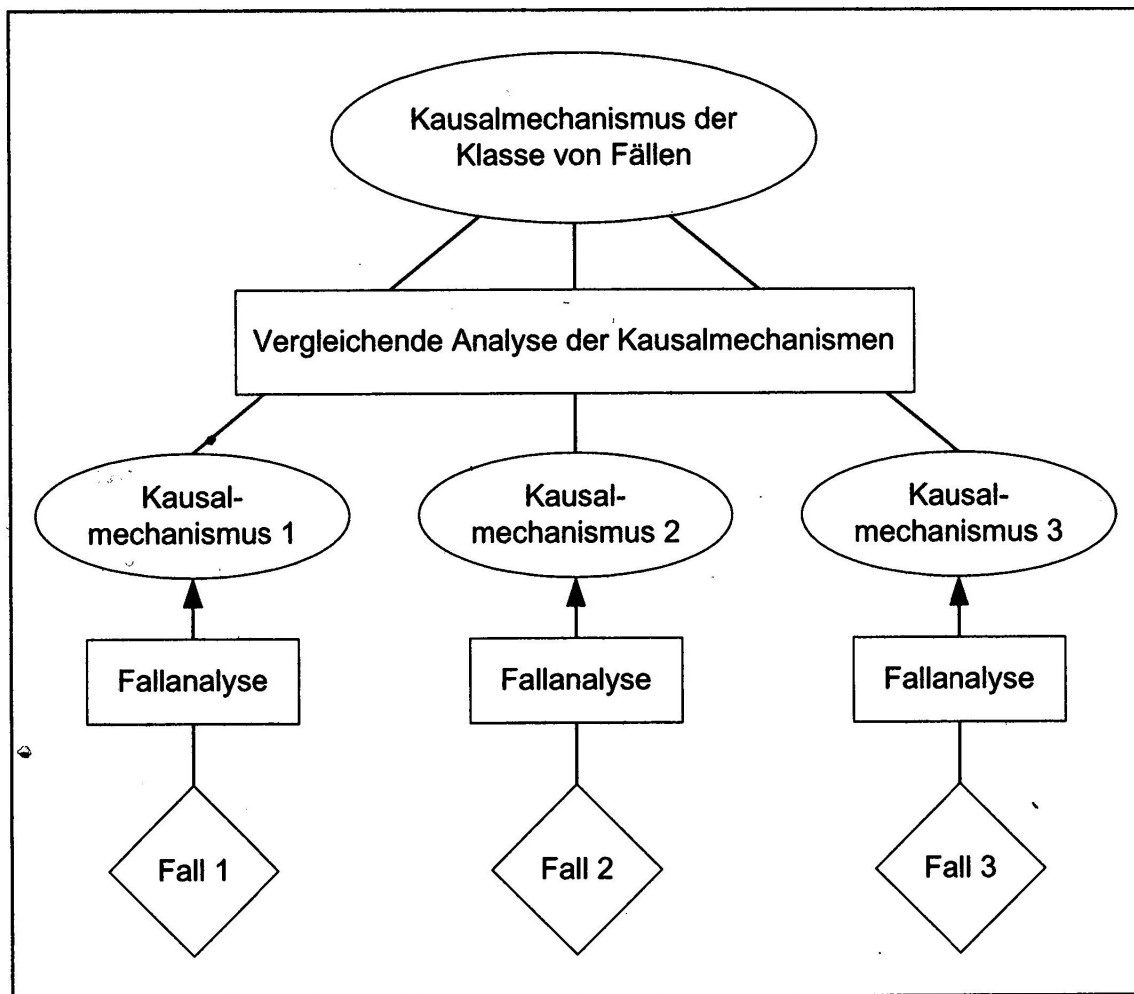 Kausalmechanismus der
Klasse von Fällen
Vergleichende Analyse der Kausalmechanismen
Kausal-
mechanismus 1
Kausal-
mechanismus 2
Kausal-
mechanismus 3
Fallanalyse
Fallanalyse
Fallanalyse
Fall 1
Fall 2
Fall 3